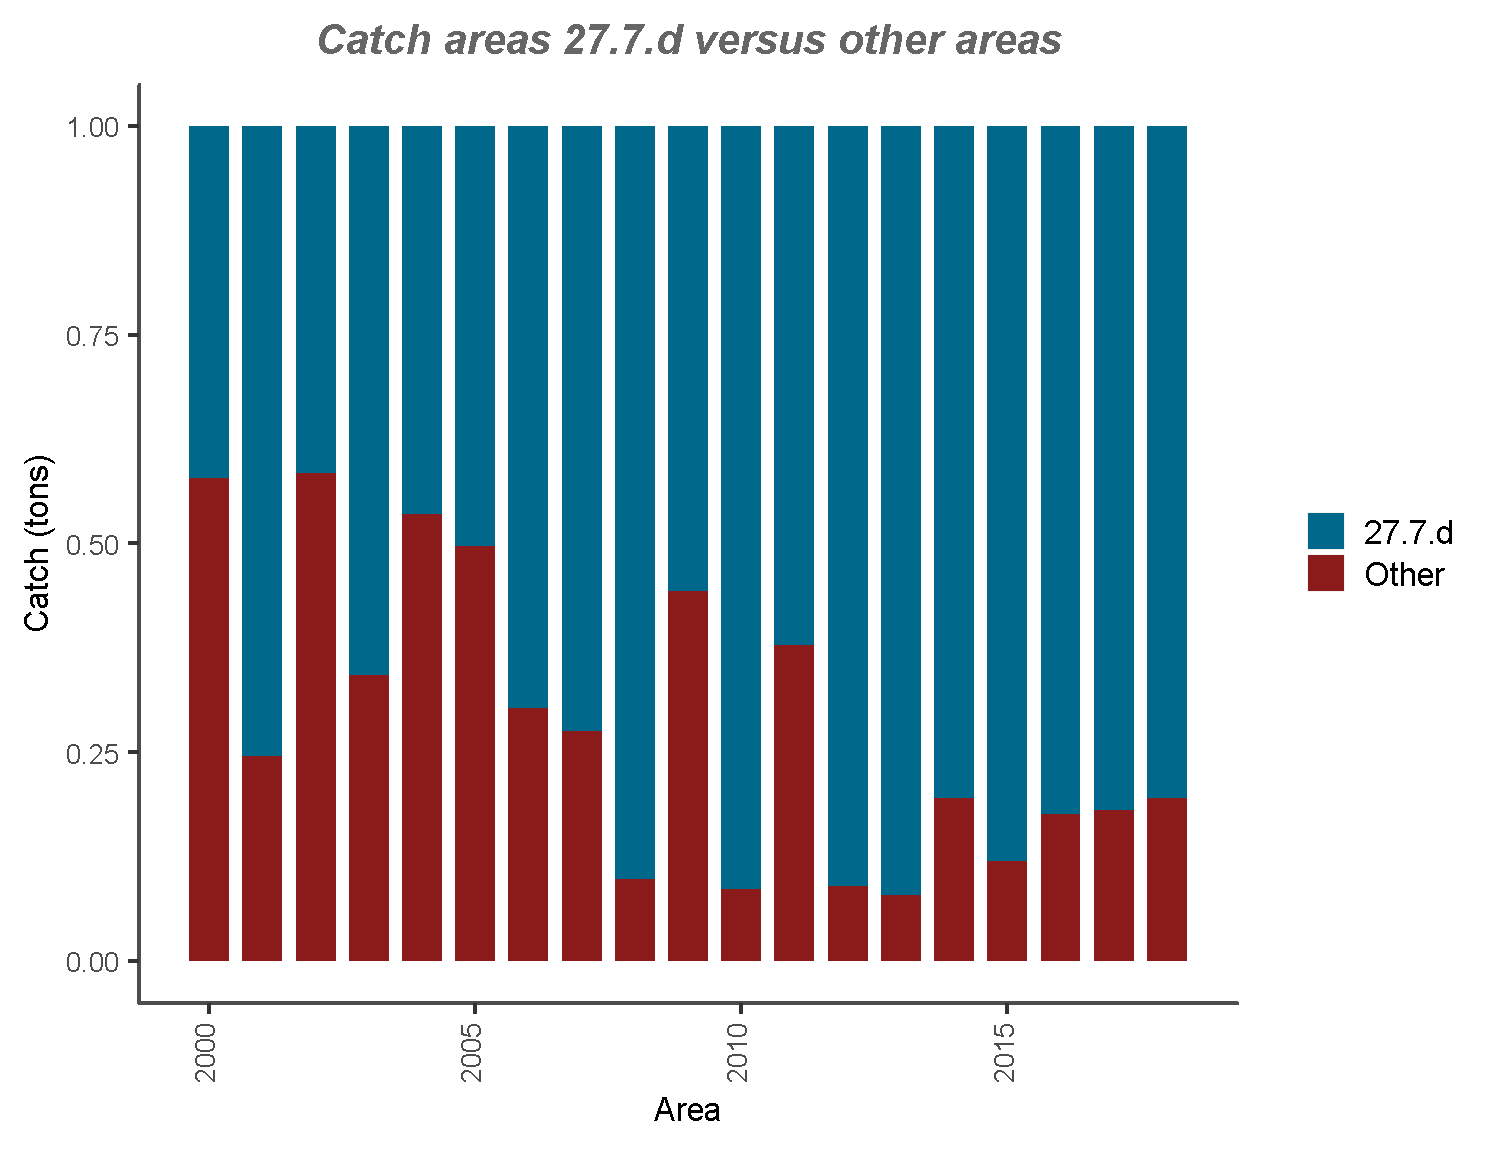 Catch areas 27.7.d versus other areas
Catch (tons)
1.00
0.75
0.50
0.25
0.00
2000
2005
2010
2015
Area
27.7.d
Other